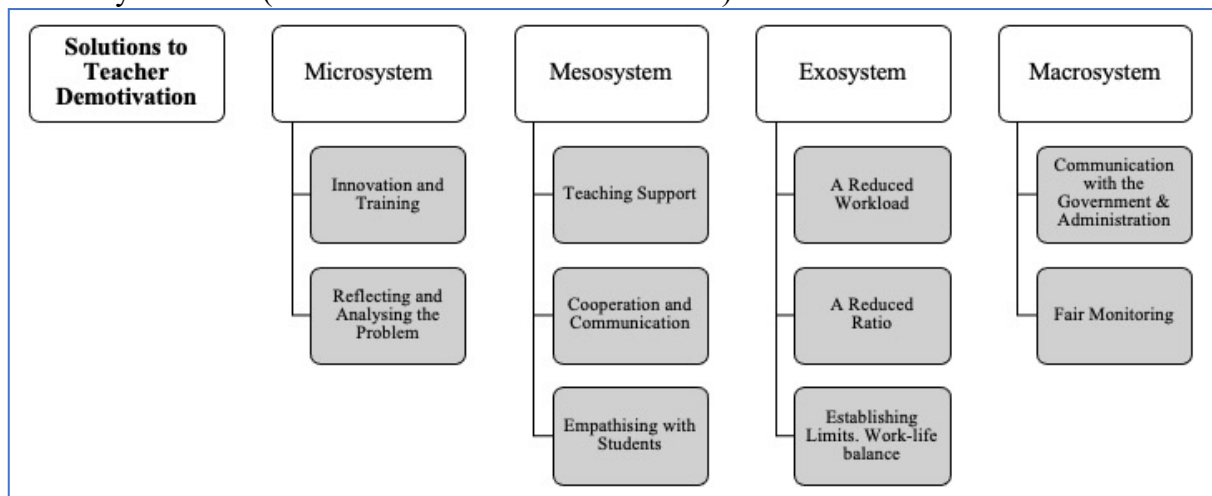 Solutions to
Teacher
Demotivation
Microsystem
Innovation and
Training
Reflecting and
Analysing the
Problem
Mesosystem
Teaching Support
Cooperation and
Communication
Empathising with
Students
Exosystem
A Reduced
Workload
A Reduced
Ratio
Establishing
Limits. Work-life
balance
Macrosystem
Communication
with the
Government &
Administration
Fair Monitoring